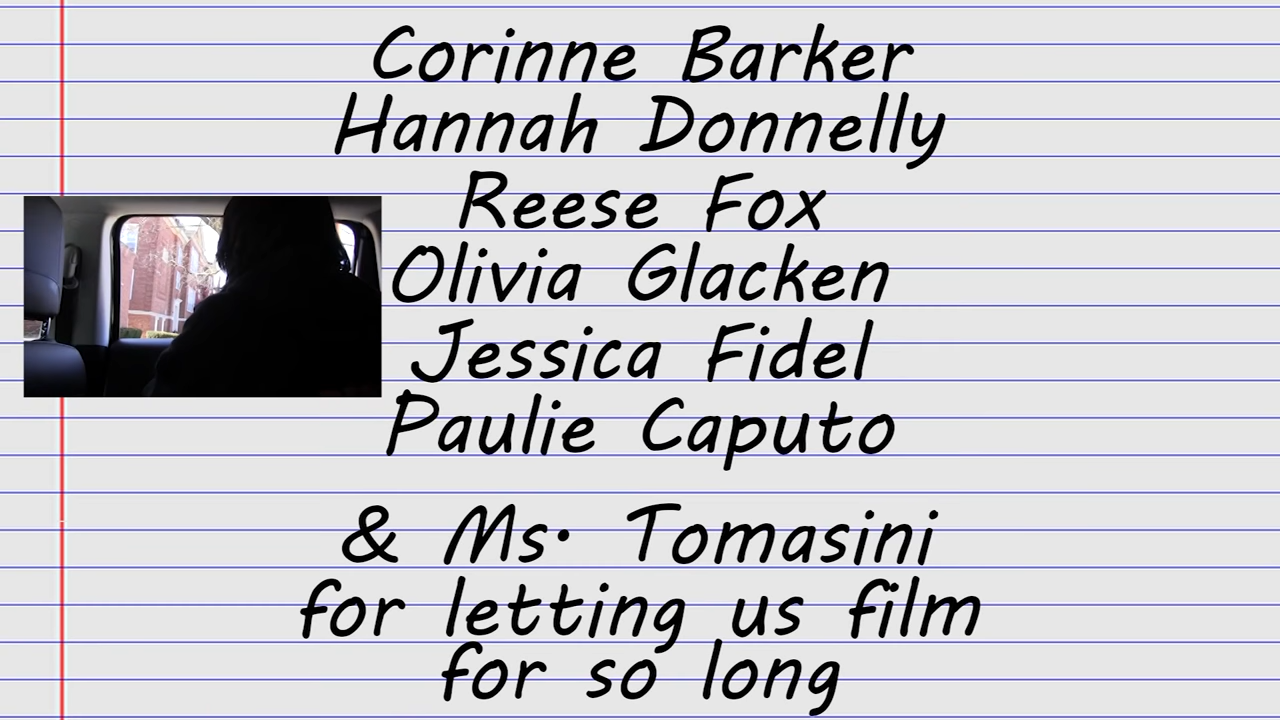 Corinne Barker
Hannah Donnelly
Reese Fox
Olivia Glacken
Jessica Fidel
Paulie Caputo
& Ms. Tomasini
for letting us film
for so long